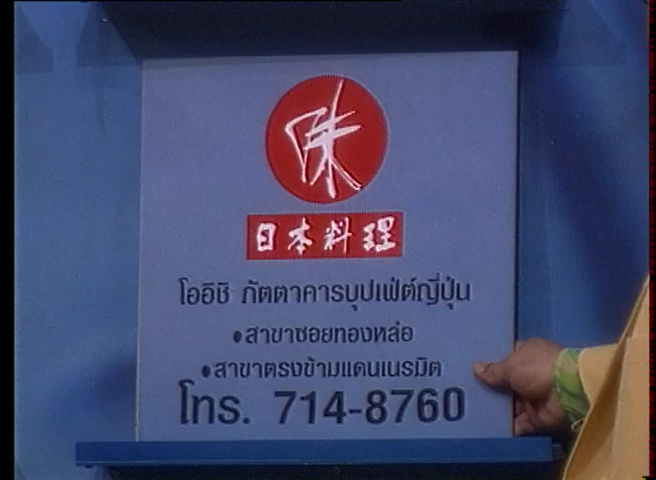 味
日本料理
โออิชิ ภัตตาคารบุปเฟ่ต์ญี่ปุ่น
•สาขาซอยทองหล่อ
•สาขาตรงข้ามแดนเนรมิต
โทร. 714-8760